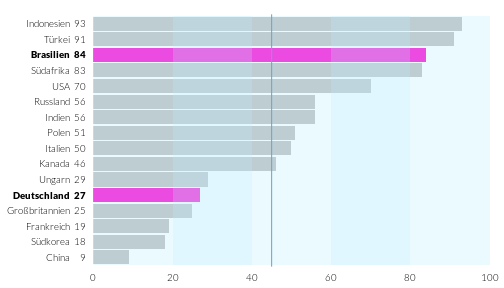 Indonesien 93
Türkei 91
Brasilien 84
Südafrika 83
USA 70
Russland 56
Indien 56
Polen 51
Italien 50
Kanada 46
Ungarn 29
Deutschland 27
Großbritannien 25
Frankreich 19
Südkorea 18
China 9
0 20 40 60 80 100